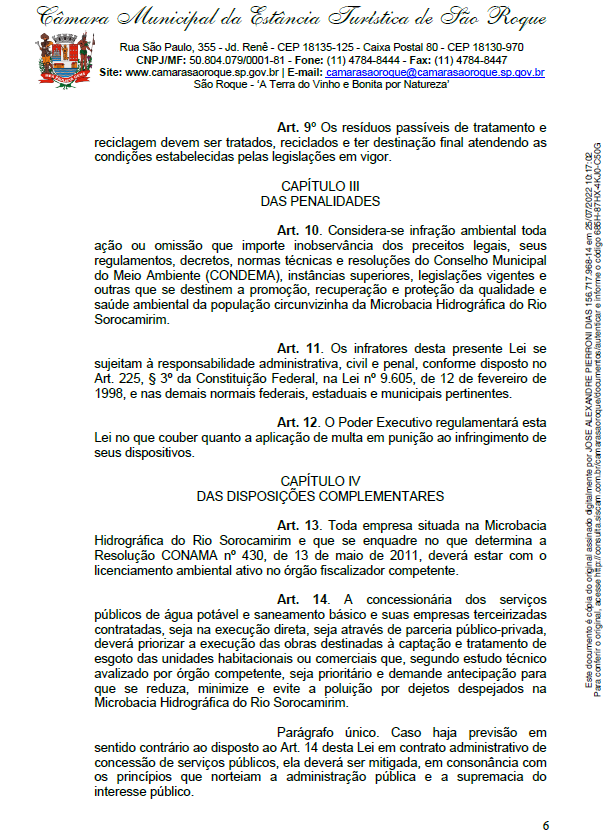 Câmara Municipal da Estância Turística de São Roque
Rua São Paulo, 355 - Jd. Renê - CEP 18135-125 - Caixa Postal 80 - CEP 18130-970
CNPJ/MF: 50.804.079/0001-81 - Fone: (11) 4784-8444 - Fax: (11) 4784-8447
Site: www.camarasaoroque.sp.gov.br | E-mail: camarasaoroque@camarasaoroque.sp.gov.br
São Roque - ‘A Terra do Vinho e Bonita por Natureza’
Art. 9º Os resíduos passíveis de tratamento e
reciclagem devem ser tratados, reciclados e ter destinação final atendendo as
condições estabelecidas pelas legislações em vigor.
CAPÍTULO III
DAS PENALIDADES
Art. 10. Considera-se infração ambiental toda
ação ou omissão que importe inobservância dos preceitos legais, seus
regulamentos, decretos, normas técnicas e resoluções do Conselho Municipal
do Meio Ambiente (CONDEMA), instâncias superiores, legislações vigentes e
outras que se destinem a promoção, recuperação e proteção da qualidade e
saúde ambiental da população circunvizinha da Microbacia Hidrográfica do Rio
Sorocamirim.
Art. 11. Os infratores desta presente Lei se
sujeitam à responsabilidade administrativa, civil e penal, conforme disposto no
Art. 225, § 3º da Constituição Federal, na Lei nº 9.605, de 12 de fevereiro de
1998, e nas demais normas federais, estaduais e municipais pertinentes.
Art. 12. O Poder Executivo regulamentará esta
Lei no que couber quanto a aplicação de multa em punição ao infringimento de
seus dispositivos.
CAPÍTULO IV
DAS DISPOSIÇÕES COMPLEMENTARES
Art. 13. Toda empresa situada na Microbacia
Hidrográfica do Rio Sorocamirim e que se enquadre no que determina a
Resolução CONAMA nº 430, de 13 de maio de 2011, deverá estar com o
licenciamento ambiental ativo no órgão fiscalizador competente.
Art. 14. A concessionária dos serviços
públicos de água potável e saneamento básico e suas empresas terceirizadas
contratadas, seja na execução direta, seja através de parceria público-privada,
deverá priorizar a execução das obras destinadas à captação e tratamento de
esgoto das unidades habitacionais ou comerciais que, segundo estudo técnico
avalizado por órgão competente, seja prioritário e demande antecipação para
que se reduza, minimize e evite a poluição por dejetos despejados na
Microbacia Hidrográfica do Rio Sorocamirim.
Parágrafo único. Caso haja previsão em
sentido contrário ao disposto ao Art. 14 desta Lei em contrato administrativo de
concessão de serviços públicos, ela deverá ser mitigada, em consonância com
os princípios que norteiam a administração pública e a supremacia do
interesse público.
6
Este documento é cópia do original assinado digitalmente por JOSE ALEXANDRE PIERRONI DIAS 156.717.968-14 em 25/07/2022 10:17:02
Para conferir o original, acesse http://consulta.siscam.com.br/camarasaoroque/documentos/autenticar e informe o código 685H-87HX-4KJ0-C50G